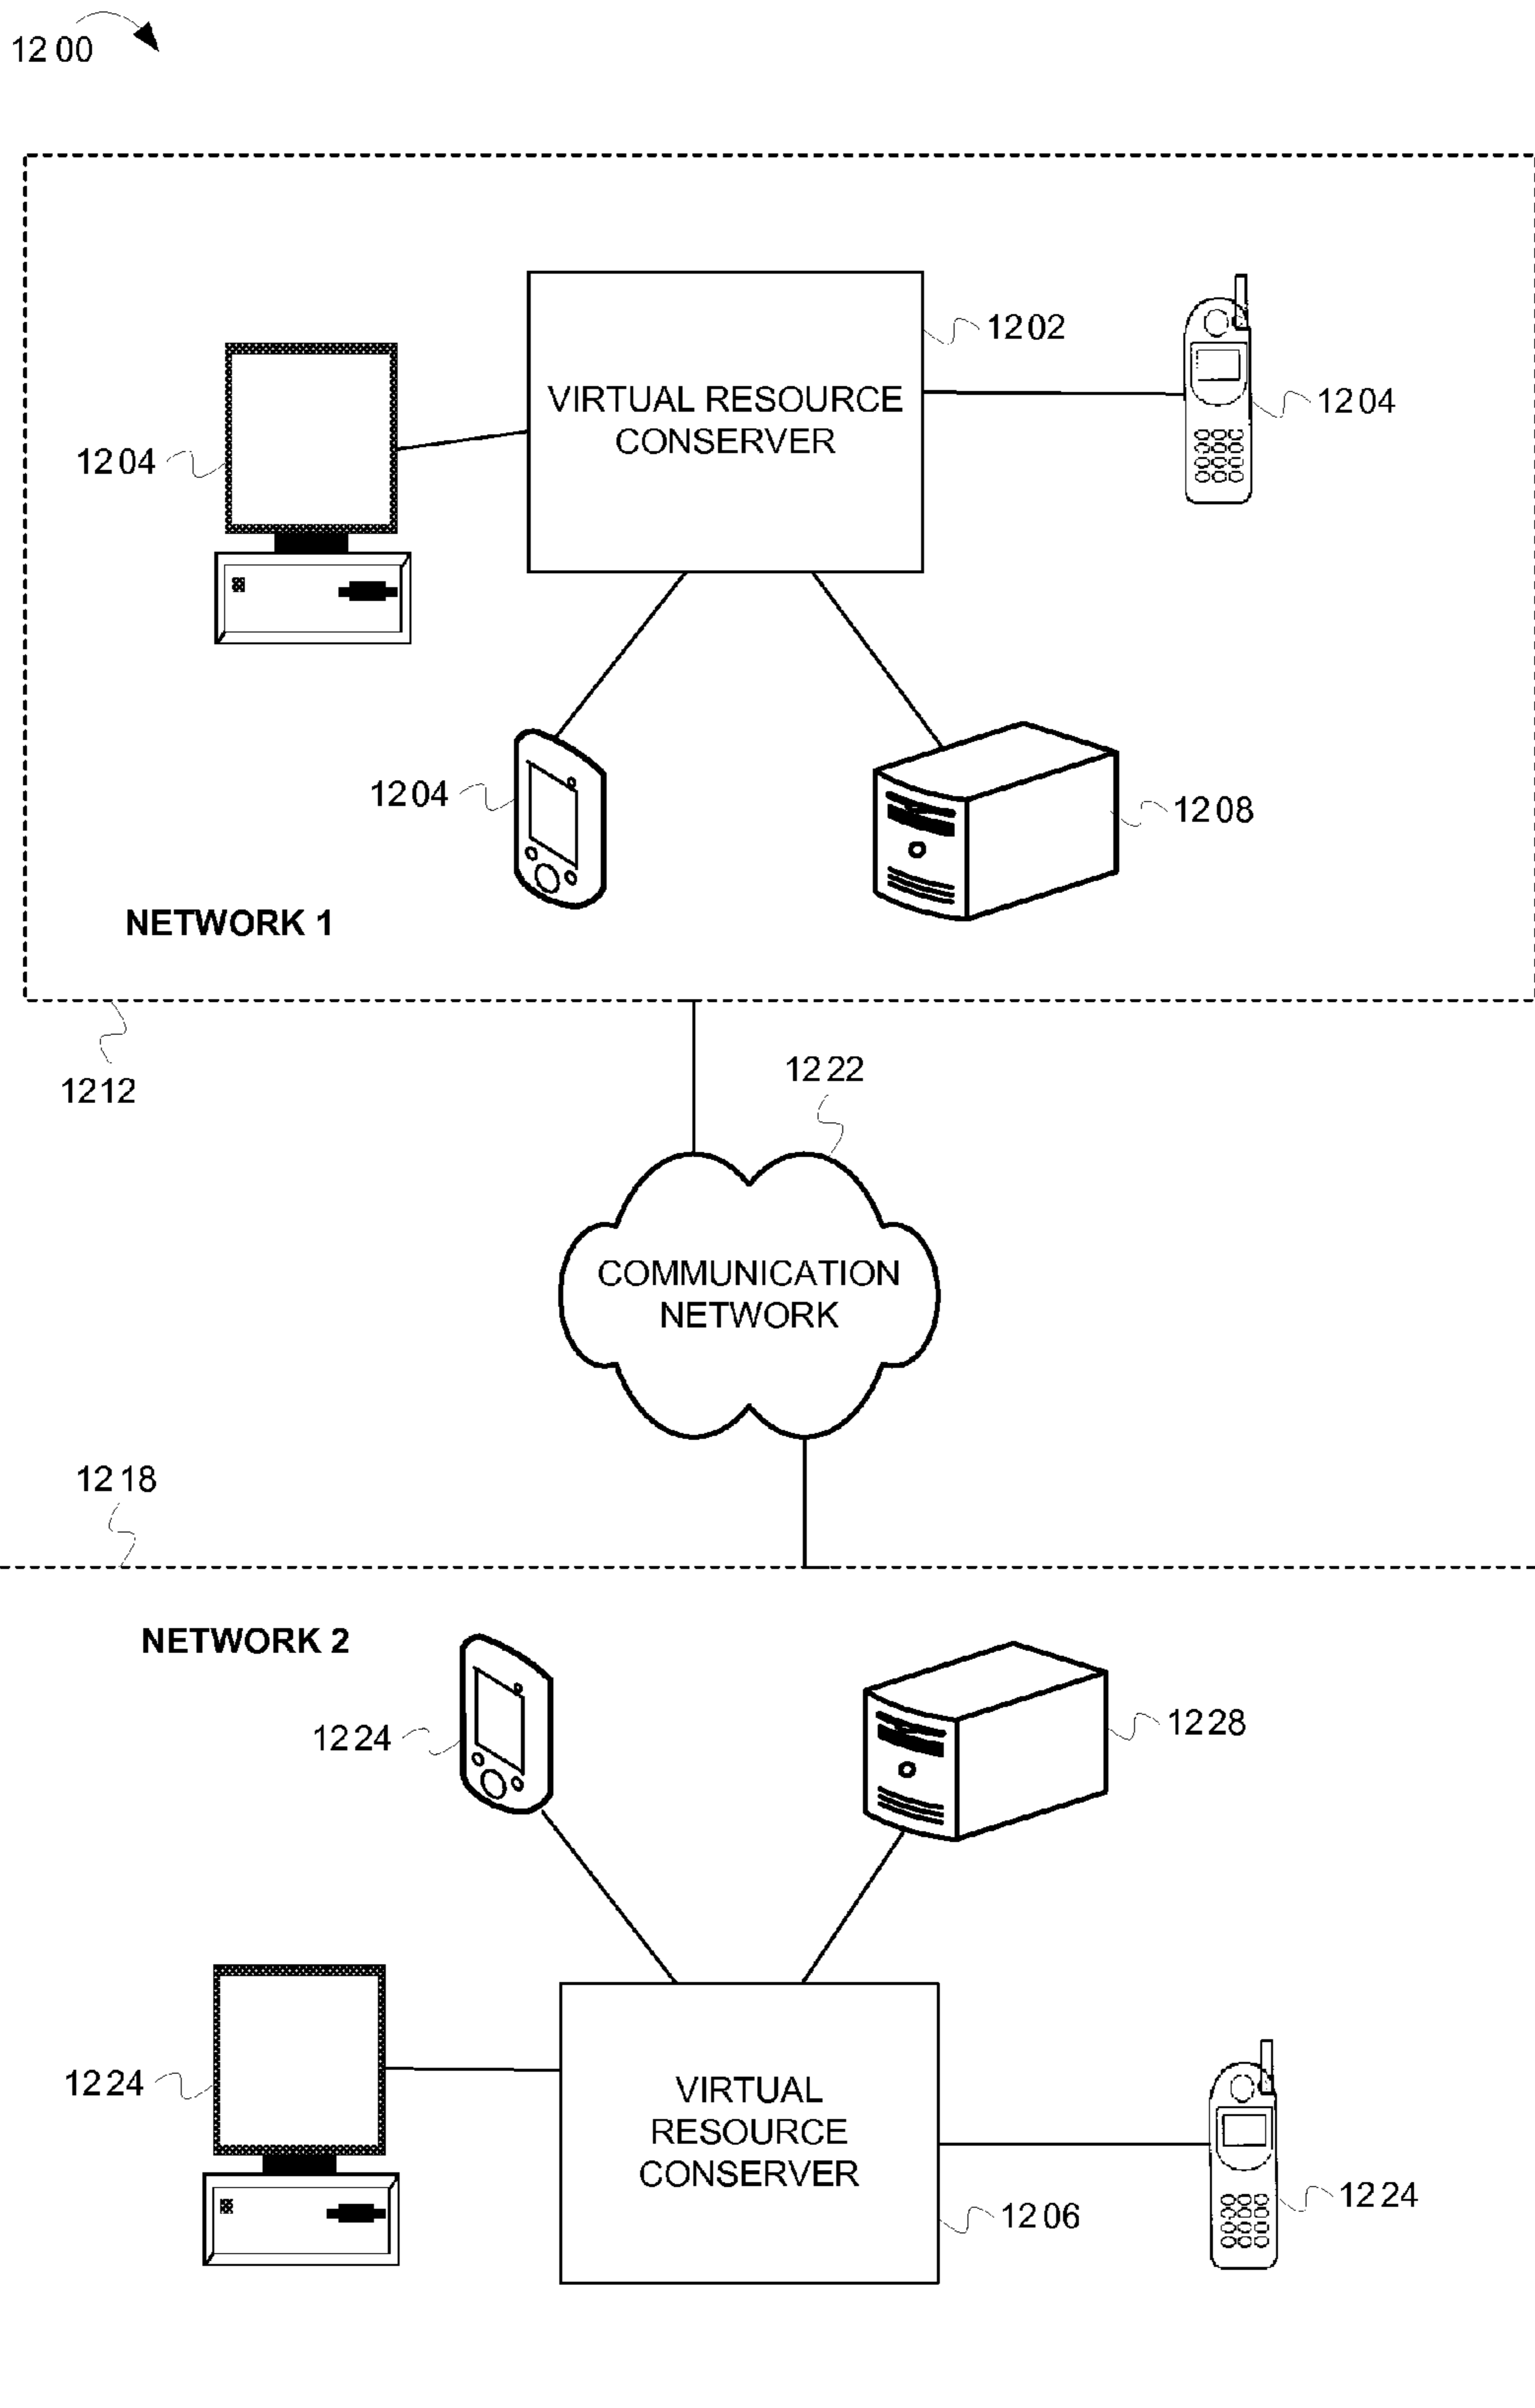 1200
1202
VIRTUAL RESOURCE
CONSERVER
1204
1204
1204
1208
NETWORK 1
1212
1222
COMMUNICATION
NETWORK
1218
NETWORK 2
1224
1228
1224
VIRTUAL
RESOURCE
CONSERVER
1224
1206